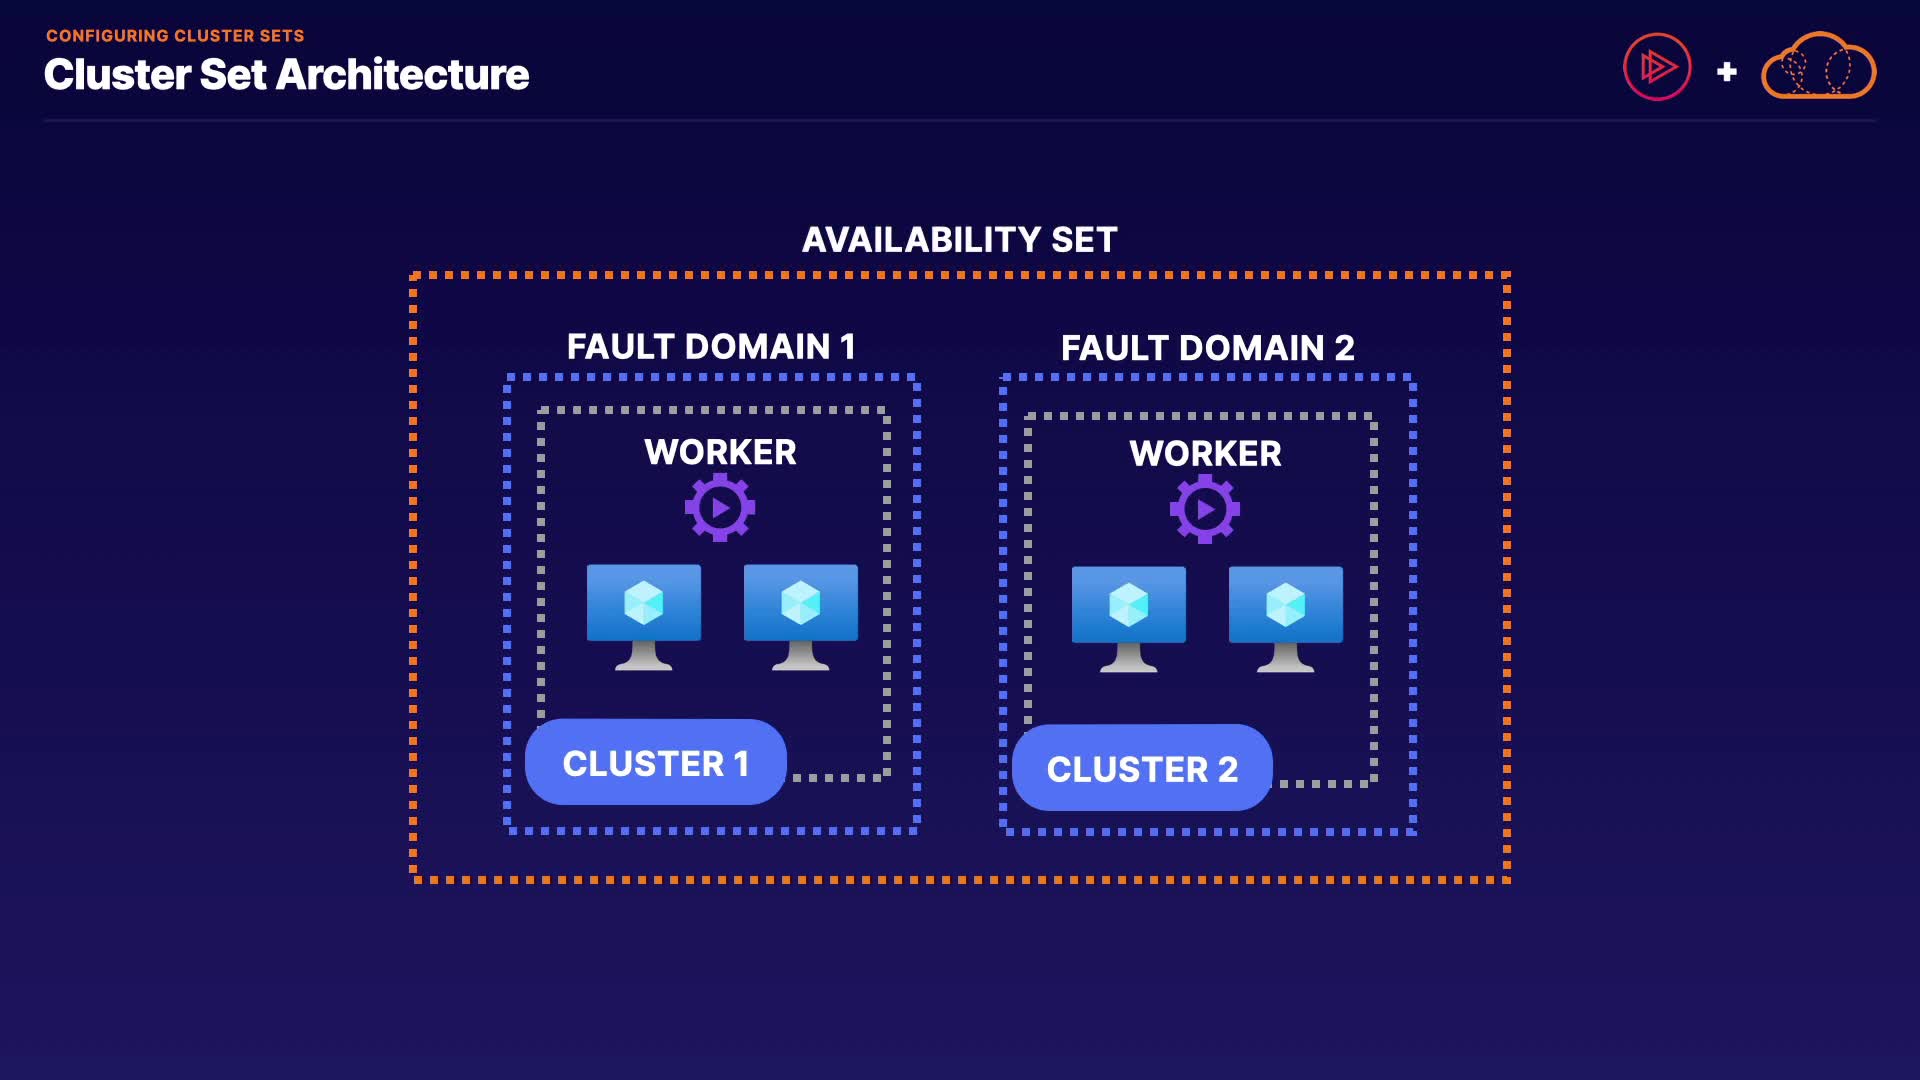 CONFIGURING CLUSTER SETS
Cluster Set Architecture
AVAILABILITY SET
FAULT DOMAIN 1
FAULT DOMAIN 2
WORKER
WORKER
CLUSTER 1
CLUSTER 2